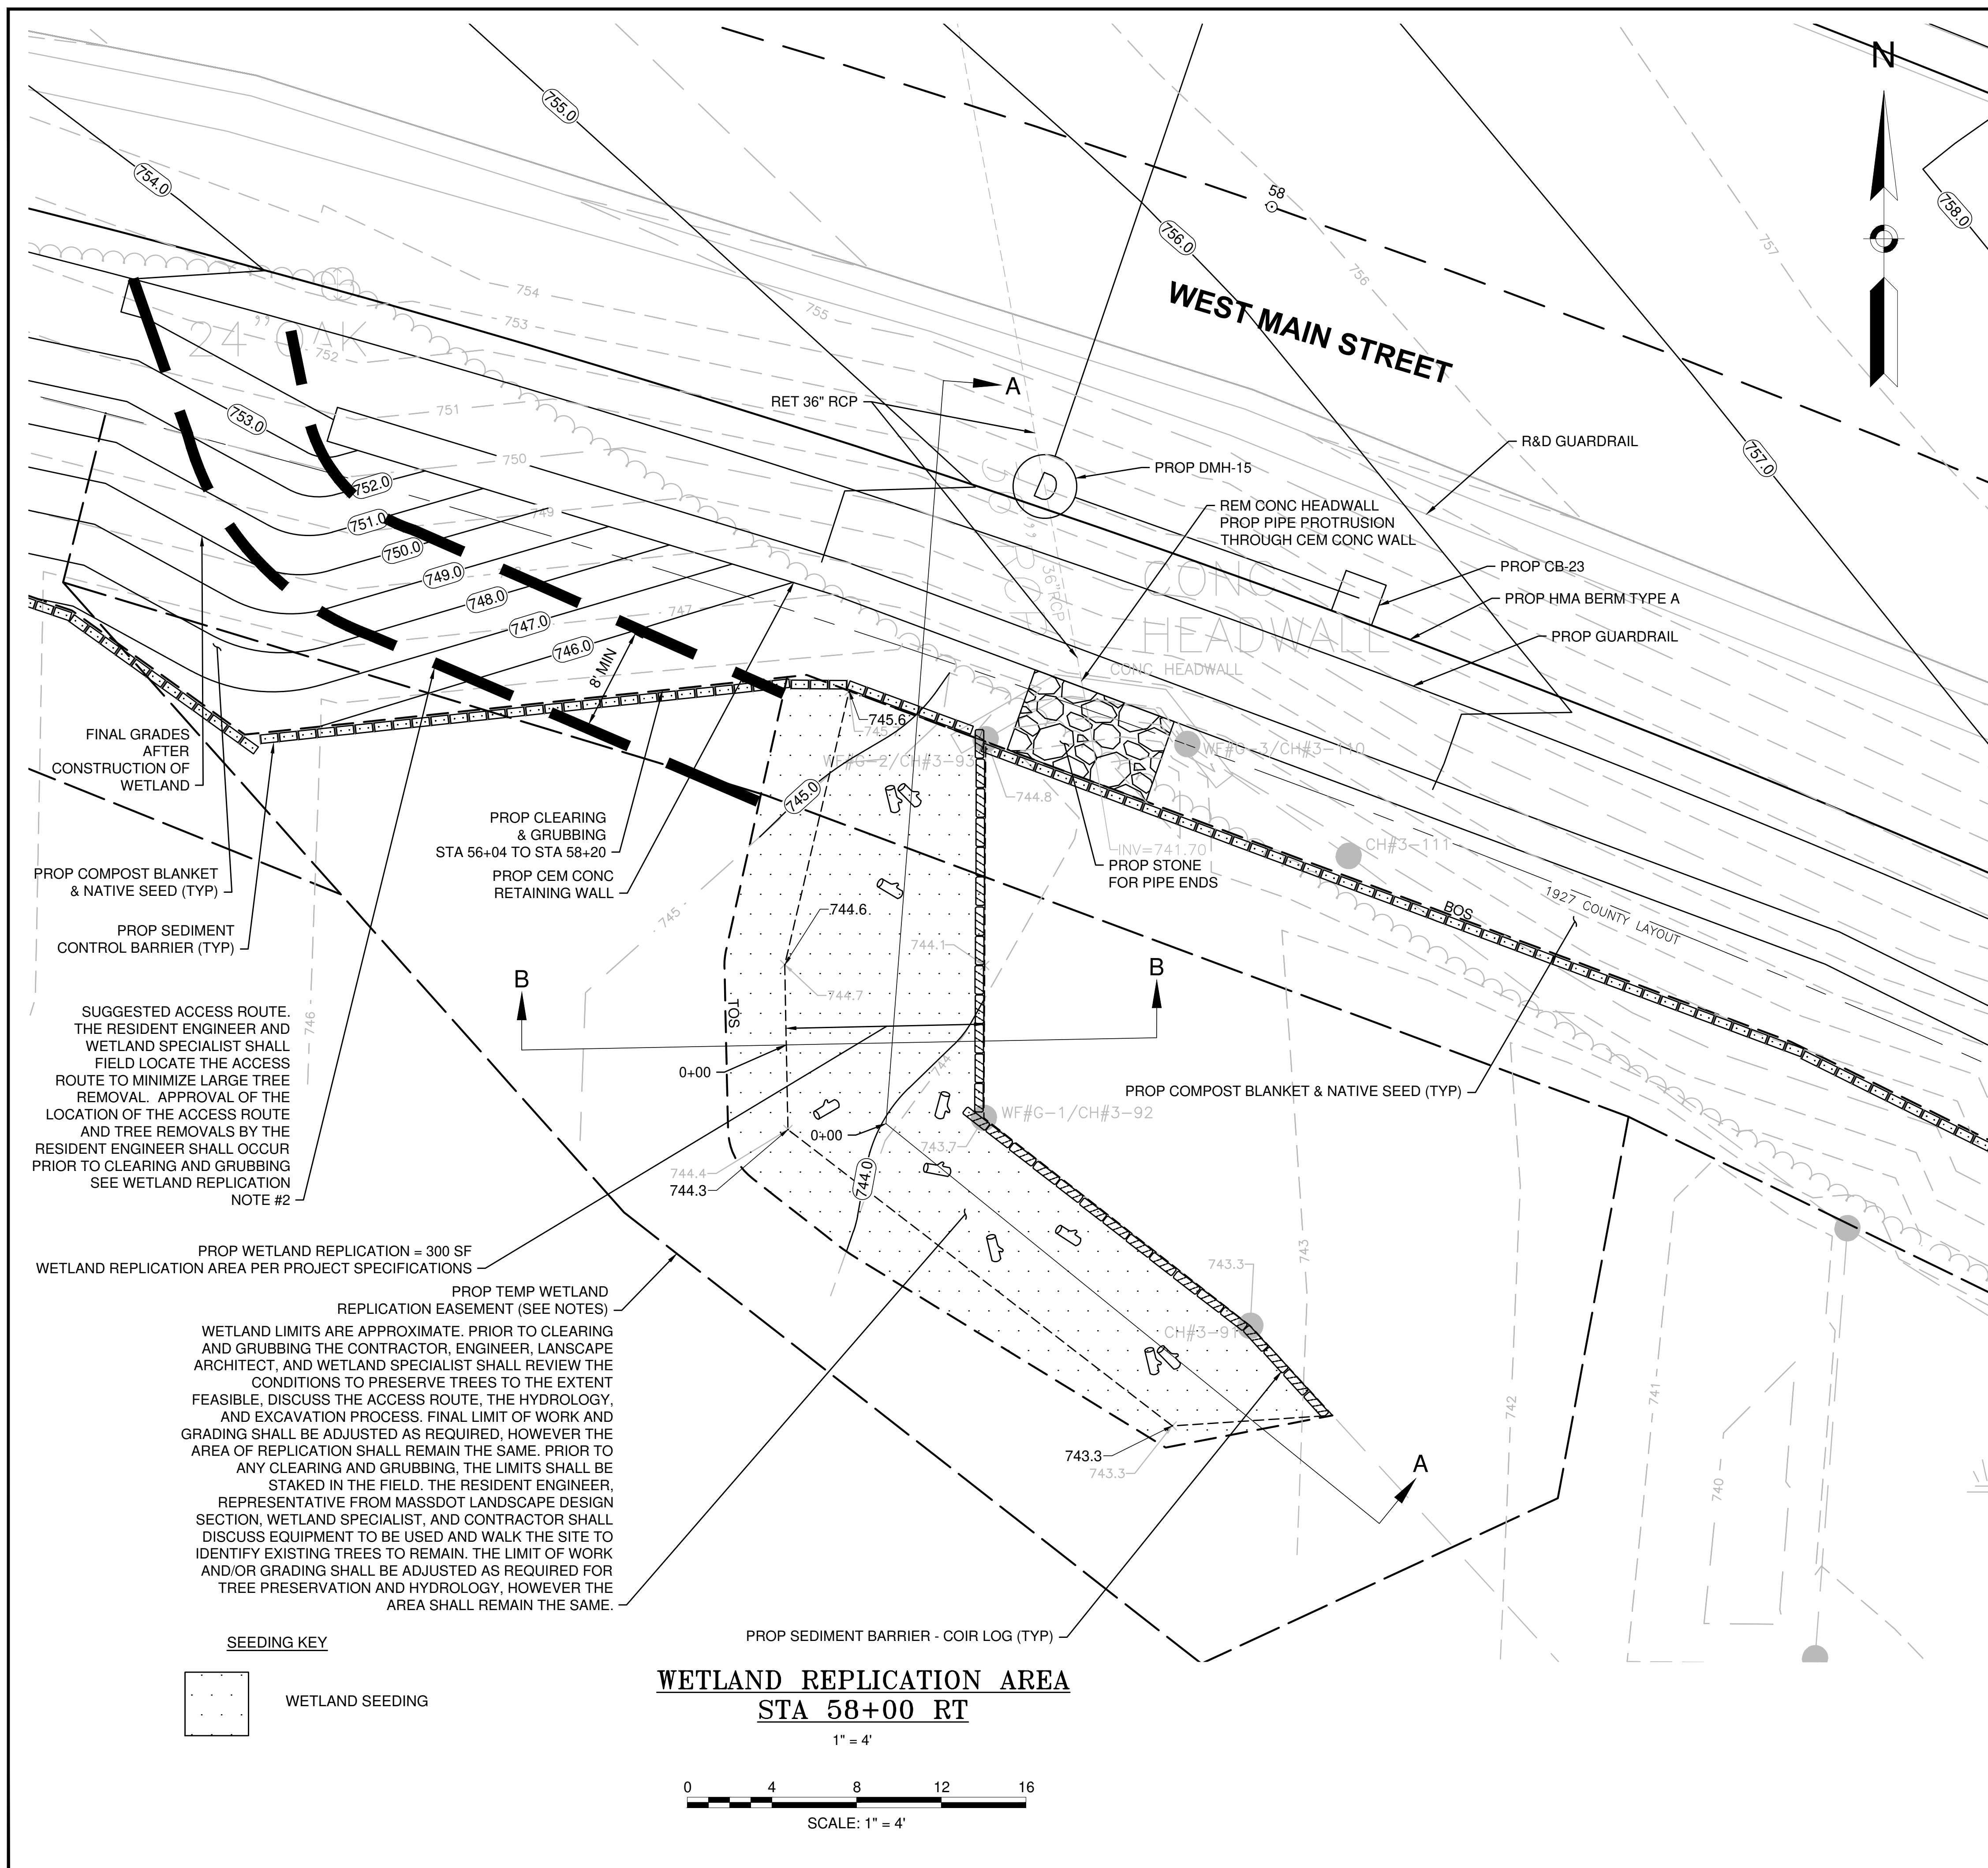 N
755.0
754.0
58
756.0
758.0
757
756
WEST MAIN STREET
754
753
755
752
24"OAK
751
753.0
750
RET 36" RCP
A
R&D GUARDRAIL
757.0
D
PROP DMH-15
752.0
751.0
750.0
749.0
748.0
747.0
746.0
749
747
REM CONC HEADWALL
PROP PIPE PROTRUSION
THROUGH CEM CONC WALL
36"RCP
CONC
HEADWALL
CONC HEADWALL
PROP CB-23
PROP HMA BERM TYPE A
PROP GUARDRAIL
8' MIN
745.6
745
WF#G-2/CH#3-93
WF#G-3/CH#3-110
744.8
745.0
FINAL GRADES
AFTER
CONSTRUCTION OF
WETLAND
PROP CLEARING
& GRUBBING
STA 56+04 TO STA 58+20
PROP CEM CONC
RETAINING WALL
INV=741.70
PROP STONE
FOR PIPE ENDS
CH#3-111
BOS
1927 COUNTY LAYOUT
PROP COMPOST BLANKET
& NATIVE SEED (TYP)
PROP SEDIMENT
CONTROL BARRIER (TYP)
745
744.6
744.1
744.7
B
B
TOS
746
744
0+00
0+00
SUGGESTED ACCESS ROUTE.
THE RESIDENT ENGINEER AND
WETLAND SPECIALIST SHALL
FIELD LOCATE THE ACCESS
ROUTE TO MINIMIZE LARGE TREE
REMOVAL. APPROVAL OF THE
LOCATION OF THE ACCESS ROUTE
AND TREE REMOVALS BY THE
RESIDENT ENGINEER SHALL OCCUR
PRIOR TO CLEARING AND GRUBBING
SEE WETLAND REPLICATION
NOTE #2
PROP COMPOST BLANKET & NATIVE SEED (TYP)
WF#G-1/CH#3-92
743.7
744.4
744.3
744.0
PROP WETLAND REPLICATION = 300 SF
WETLAND REPLICATION AREA PER PROJECT SPECIFICATIONS
PROP TEMP WETLAND
REPLICATION EASEMENT (SEE NOTES)
743.3
743
CH#3-91
742
741
740
WETLAND LIMITS ARE APPROXIMATE. PRIOR TO CLEARING
AND GRUBBING THE CONTRACTOR, ENGINEER, LANSCAPE
ARCHITECT, AND WETLAND SPECIALIST SHALL REVIEW THE
CONDITIONS TO PRESERVE TREES TO THE EXTENT
FEASIBLE, DISCUSS THE ACCESS ROUTE, THE HYDROLOGY,
AND EXCAVATION PROCESS. FINAL LIMIT OF WORK AND
GRADING SHALL BE ADJUSTED AS REQUIRED, HOWEVER THE
AREA OF REPLICATION SHALL REMAIN THE SAME. PRIOR TO
ANY CLEARING AND GRUBBING, THE LIMITS SHALL BE
STAKED IN THE FIELD. THE RESIDENT ENGINEER,
REPRESENTATIVE FROM MASSDOT LANDSCAPE DESIGN
SECTION, WETLAND SPECIALIST, AND CONTRACTOR SHALL
DISCUSS EQUIPMENT TO BE USED AND WALK THE SITE TO
IDENTIFY EXISTING TREES TO REMAIN. THE LIMIT OF WORK
AND/OR GRADING SHALL BE ADJUSTED AS REQUIRED FOR
TREE PRESERVATION AND HYDROLOGY, HOWEVER THE
AREA SHALL REMAIN THE SAME.
743.3
743.3
A
SEEDING KEY
WETLAND SEEDING
PROP SEDIMENT BARRIER - COIR LOG (TYP)
WETLAND REPLICATION AREA
STA 58+00 RT
1" = 4'
0 4 8 12 16
SCALE: 1" = 4'